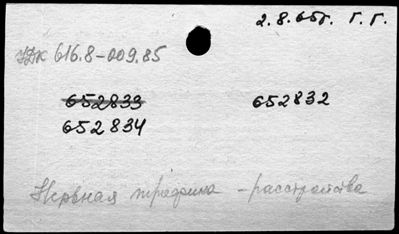 2.8.65г. Г.Г.
УДК 616.8-009.85
652833 652832
652834
Нервная трофика - расстройства